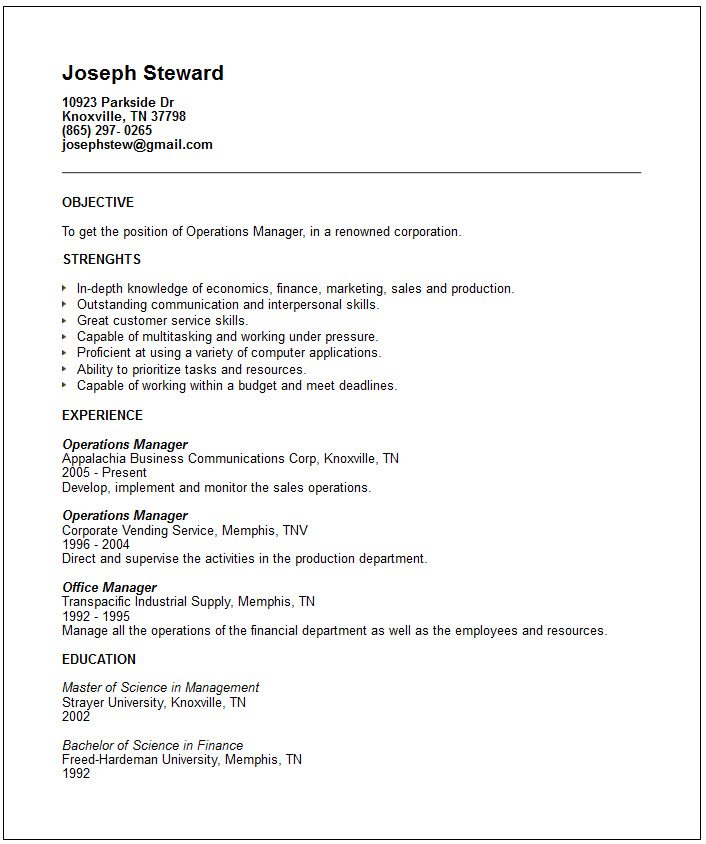 Joseph Steward
10923 Parkside Dr
Knoxville, TN 37798
(865) 297- 0265
josephstew@gmail.com
OBJECTIVE
To get the position of Operations Manager, in a renowned corporation.
STRENGHTS
In-depth knowledge of economics, finance, marketing, sales and production.
Outstanding communication and interpersonal skills.
Great customer service skills.
Capable of multitasking and working under pressure.
Proficient at using a variety of computer applications.
Ability to prioritize tasks and resources.
Capable of working within a budget and meet deadlines.
EXPERIENCE
Operations Manager
Appalachia Business Communications Corp, Knoxville, TN
2005 - Present
Develop, implement and monitor the sales operations.
Operations Manager
Corporate Vending Service, Memphis, TNV
1996 - 2004
Direct and supervise the activities in the production department.
Office Manager
Transpacific Industrial Supply, Memphis, TN
1992 - 1995
Manage all the operations of the financial department as well as the employees and resources.
EDUCATION
Master of Science in Management
Strayer University, Knoxville, TN
2002
Bachelor of Science in Finance
Freed-Hardeman University, Memphis, TN
1992